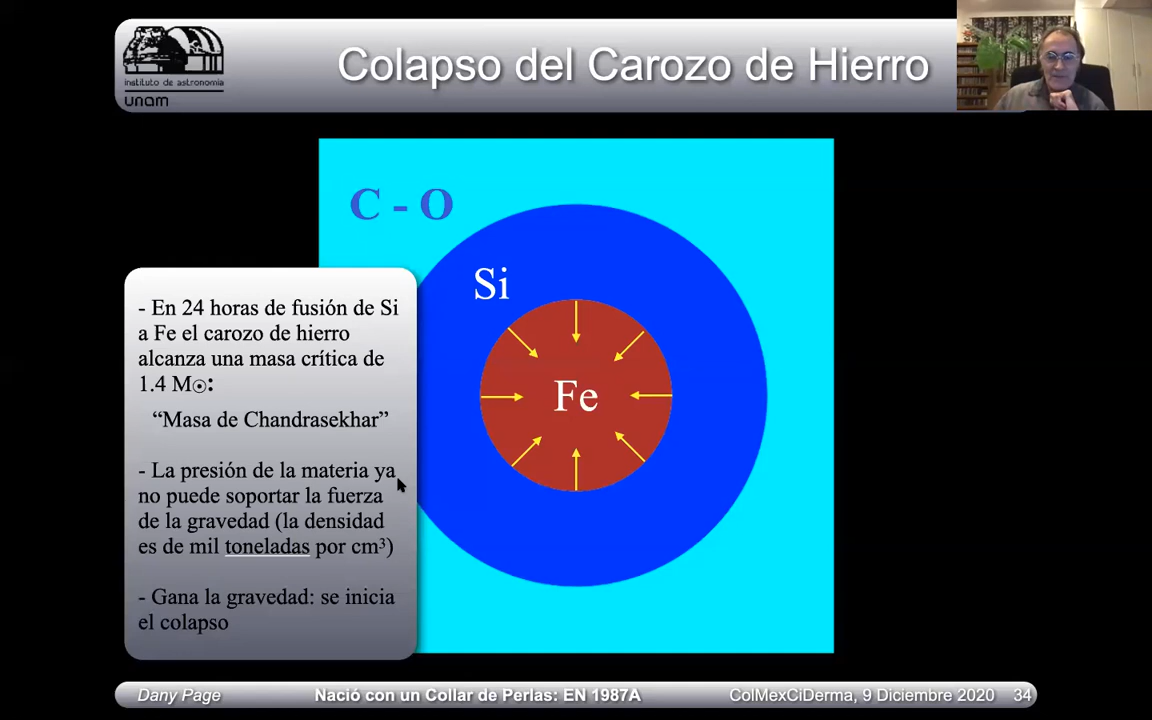 instituto de astronomía
unam
Colapso del Carozo de Hierro
C - O
Si
Fe
- En 24 horas de fusión de Si
a Fe el carozo de hierro
alcanza una masa crítica de
1.4 M☉:
“Masa de Chandrasekhar”
- La presión de la materia ya
no puede soportar la fuerza
de la gravedad (la densidad
es de mil toneladas por cm³)
- Gana la gravedad: se inicia
el colapso
Dany Page
Nació con un Collar de Perlas: EN 1987A
ColMexCiDerma, 9 Diciembre 2020
34